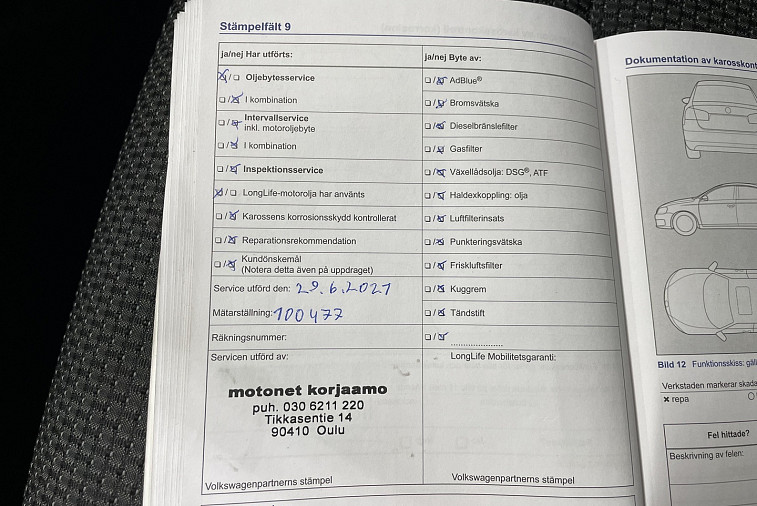 Stämpelfält 9
ja/nej Har utförts:
Oljebytesservice
I kombination
Intervallservice
inkl. motoroljebyte
I kombination
Inspektionsservice
LongLife-motorolja har använts
Karossens korrosionsskydd kontrollerat
Reparationsrekommendation
Kundönskemål
(Notera detta även på uppdraget)
Service utförd den: 29.6.2021
Mätarställning: 100477
Räkningsnummer:
Servicen utförd av:
motonet korjaamo
puh. 030 6211 220
Tikkasentie 14
90410 Oulu
Volkswagenpartnerns stämpel
ja/nej Byte av:
AdBlue®
Bromsvätska
Dieselbränslefilter
Gasfilter
Växellådsolja: DSG®, ATF
Haldexkoppling: olja
Luftfilterinsats
Punkteringsvätska
Friskluftsfilter
Kuggrem
Tändstift
LongLife Mobilitetsgaranti:
Volkswagenpartnerns stämpel
Dokumentation av karosskont
Bild 12 Funktionsskiss: gäl
Verkstaden markerar skada
× repa
Fel hittade?
Beskrivning av felen: